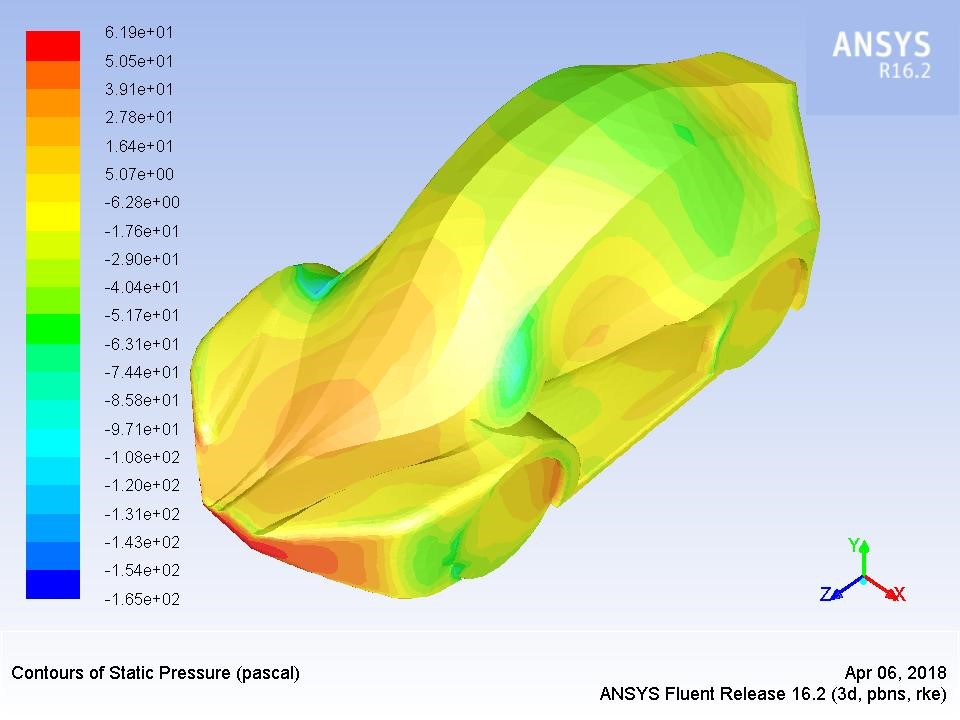 6.19e+01
5.05e+01
3.91e+01
2.78e+01
1.64e+01
5.07e+00
-6.28e+00
-1.76e+01
-2.90e+01
-4.04e+01
-5.17e+01
-6.31e+01
-7.44e+01
-8.58e+01
-9.71e+01
-1.08e+02
-1.20e+02
-1.31e+02
-1.43e+02
-1.54e+02
-1.65e+02
ANSYS
R16.2
Y
Z
X
Contours of Static Pressure (pascal)
Apr 06, 2018
ANSYS Fluent Release 16.2 (3d, pbns, rke)